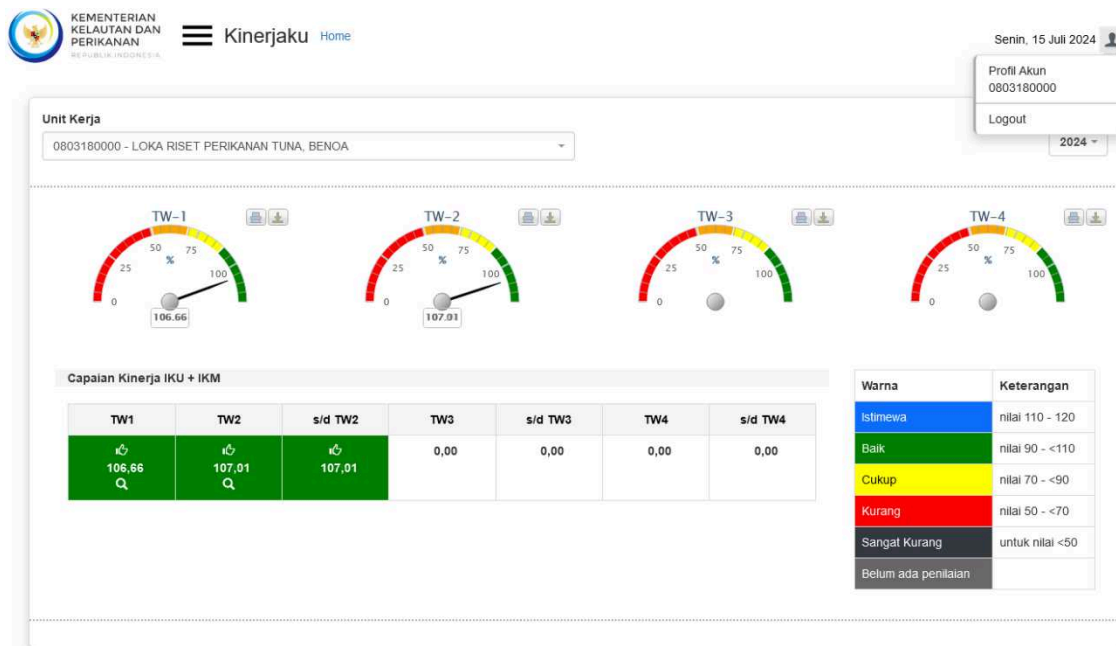 KEMENTERIAN
KELAUTAN DAN
PERIKANAN
REPUBLIK INDONESIA
Kinerjaku Home
Senin, 15 Juli 2024
Profil Akun
0803180000
Logout
Unit Kerja
0803180000 - LOKA RISET PERIKANAN TUNA, BENOA
2024
TW-1
0 25 50 75 100
%
106.66
TW-2
0 25 50 75 100
%
107.01
TW-3
0 25 50 75 100
%
TW-4
0 25 50 75 100
%
Capaian Kinerja IKU + IKM
TW1 TW2 s/d TW2 TW3 s/d TW3 TW4 s/d TW4
106,66 107,01 107,01 0,00 0,00 0,00 0,00
Warna Keterangan
Istimewa nilai 110 - 120
Baik nilai 90 - <110
Cukup nilai 70 - <90
Kurang nilai 50 - <70
Sangat Kurang untuk nilai <50
Belum ada penilaian